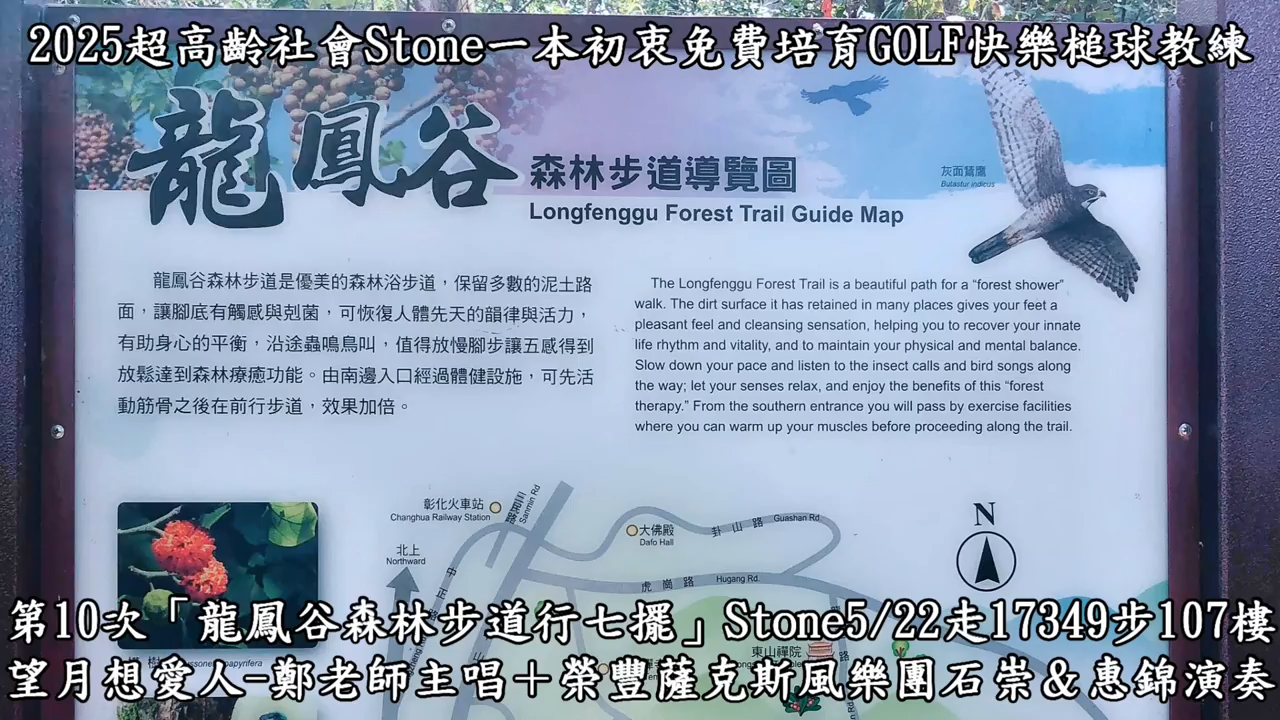 2025超高齡社會Stone一本初衷免費培育GOLF快樂槌球教練
龍鳳谷
森林步道導覽圖
Longfenggu Forest Trail Guide Map
灰面鵟鷹
Butastur indicus
龍鳳谷森林步道是優美的森林浴步道，保留多數的泥土路
面，讓腳底有觸感與剋菌，可恢復人體先天的韻律與活力，
有助身心的平衡，沿途蟲鳴鳥叫，值得放慢腳步讓五感得到
放鬆達到森林療癒功能。由南邊入口經過體健設施，可先活
動筋骨之後在前行步道，效果加倍。
The Longfenggu Forest Trail is a beautiful path for a “forest shower”
walk. The dirt surface it has retained in many places gives your feet a
pleasant feel and cleansing sensation, helping you to recover your innate
life rhythm and vitality, and to maintain your physical and mental balance.
Slow down your pace and listen to the insect calls and bird songs along
the way; let your senses relax, and enjoy the benefits of this “forest
therapy.” From the southern entrance you will pass by exercise facilities
where you can warm up your muscles before proceeding along the trail.
彰化火車站
Changhua Railway Station
三民路
Sanmin Rd
大佛殿
Dafo Hall
卦山路 Guashan Rd
N
北上
Northward
虎崗路 Hugang Rd.
第10次「龍鳳谷森林步道行七擺」Stone5/22走17349步107樓
東山禪院
樹
papyrifera
望月想愛人-鄭老師主唱＋榮豐薩克斯風樂團石崇＆惠錦演奏